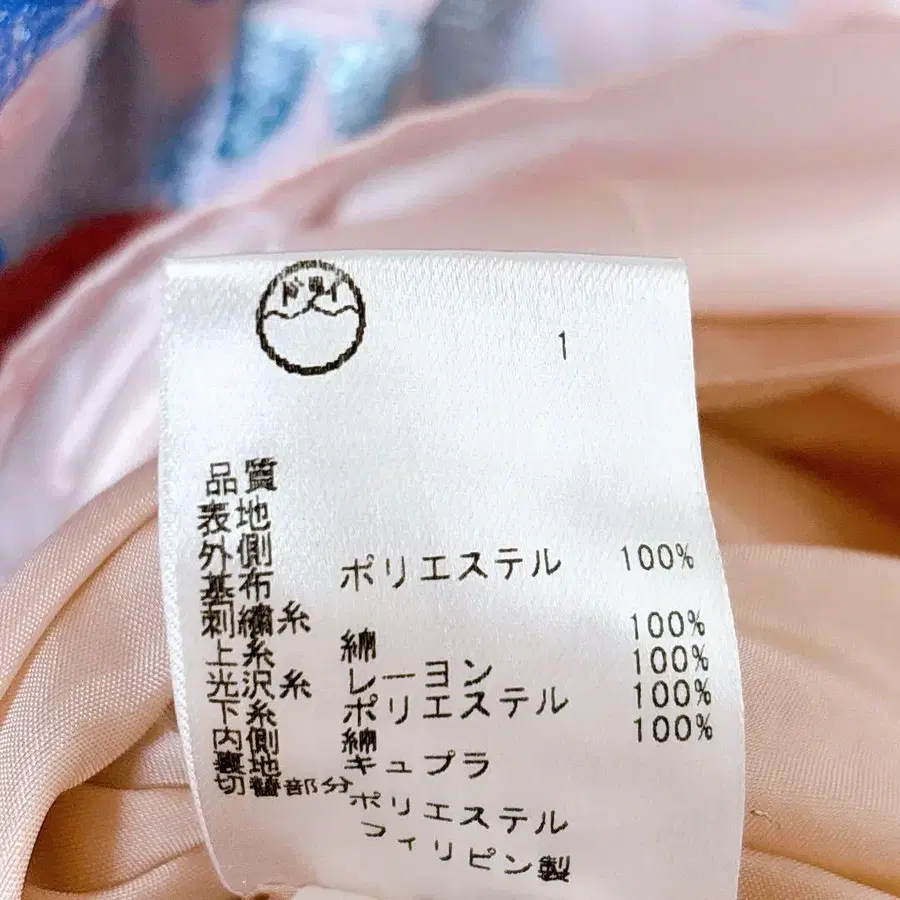 1
品質
表地
外側
基布 ポリエステル 100%
刺繍糸
上糸 綿 100%
光沢糸 レーヨン 100%
下糸 ポリエステル 100%
内側 綿 100%
裏地 キュプラ
切替部分 ポリエステル
フィリピン製